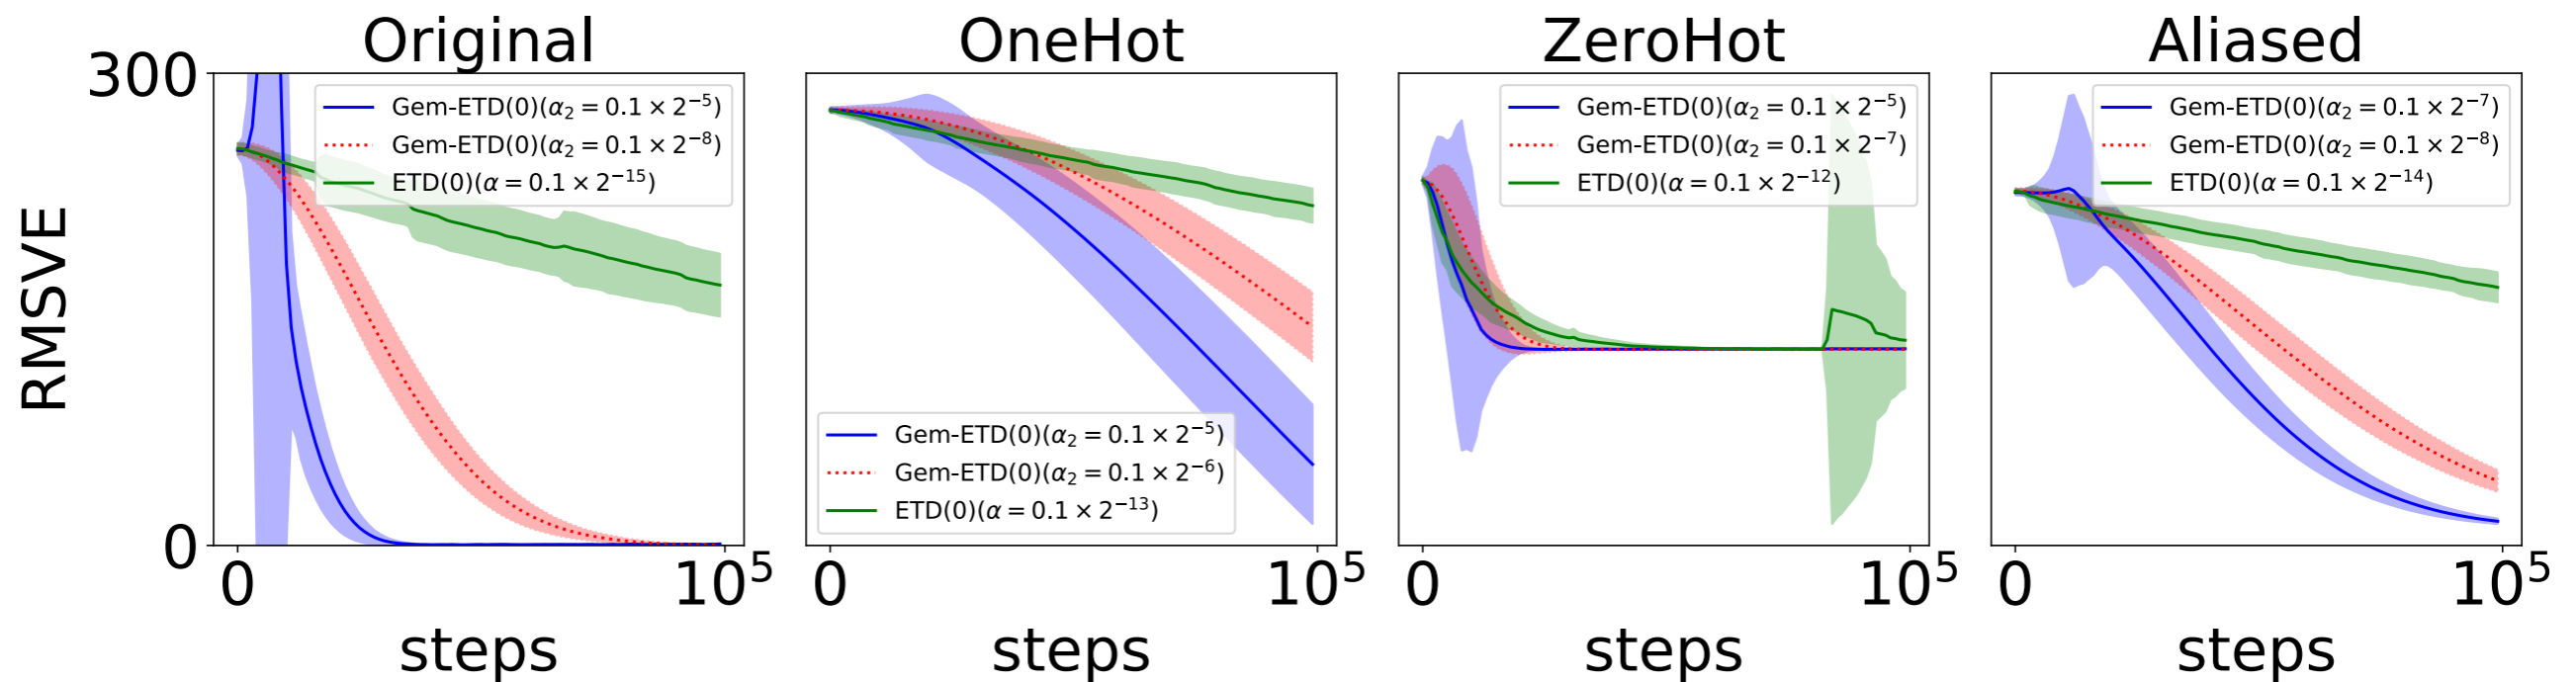 Original
OneHot
ZeroHot
Aliased
RMSVE
300
0
Gem-ETD(0)(α₂ = 0.1 × 2⁻⁵)
Gem-ETD(0)(α₂ = 0.1 × 2⁻⁸)
ETD(0)(α = 0.1 × 2⁻¹⁵)
0
10⁵
steps
Gem-ETD(0)(α₂ = 0.1 × 2⁻⁵)
Gem-ETD(0)(α₂ = 0.1 × 2⁻⁶)
ETD(0)(α = 0.1 × 2⁻¹³)
0
10⁵
steps
Gem-ETD(0)(α₂ = 0.1 × 2⁻⁵)
Gem-ETD(0)(α₂ = 0.1 × 2⁻⁷)
ETD(0)(α = 0.1 × 2⁻¹²)
0
10⁵
steps
Gem-ETD(0)(α₂ = 0.1 × 2⁻⁷)
Gem-ETD(0)(α₂ = 0.1 × 2⁻⁸)
ETD(0)(α = 0.1 × 2⁻¹⁴)
0
10⁵
steps